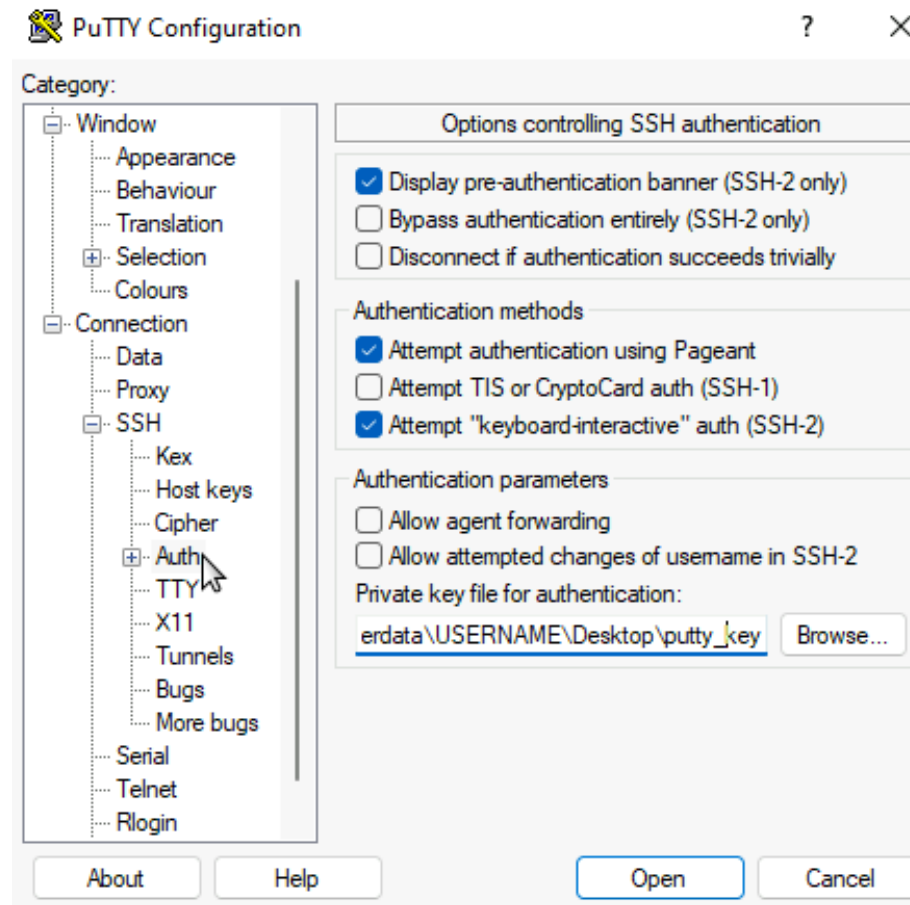 PuTTY Configuration
?
Category:
Window
Appearance
Behaviour
Translation
Selection
Colours
Connection
Data
Proxy
SSH
Kex
Host keys
Cipher
Auth
TTY
X11
Tunnels
Bugs
More bugs
Serial
Telnet
Rlogin
Options controlling SSH authentication
Display pre-authentication banner (SSH-2 only)
Bypass authentication entirely (SSH-2 only)
Disconnect if authentication succeeds trivially
Authentication methods
Attempt authentication using Pageant
Attempt TIS or CryptoCard auth (SSH-1)
Attempt "keyboard-interactive" auth (SSH-2)
Authentication parameters
Allow agent forwarding
Allow attempted changes of username in SSH-2
Private key file for authentication:
erdata\USERNAME\Desktop\putty_key
Browse...
About
Help
Open
Cancel